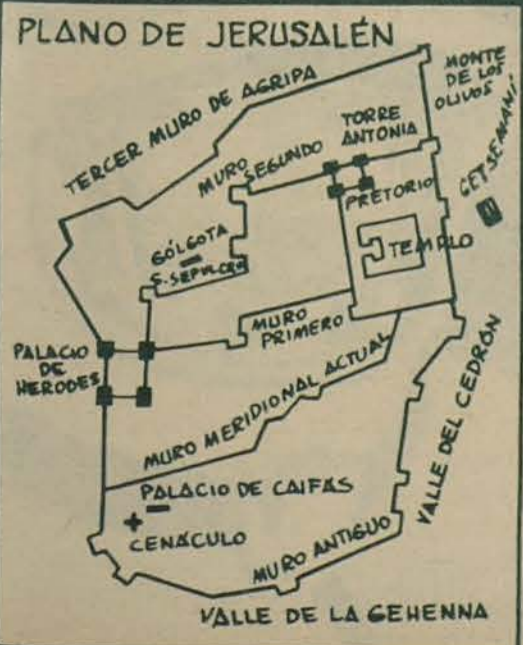 PLANO DE JERUSALÉN
MONTE
DE LOS
OLIVOS
GETSEMANÍ
TERCER MURO DE AGRIPA
TORRE
ANTONIA
MURO
SEGUNDO
PRETORIO
GÓLGOTA
S. SEPULCRO
TEMPLO
MURO
PRIMERO
PALACIO
DE
HERODES
MURO MERIDIONAL ACTUAL
VALLE DEL CEDRÓN
PALACIO DE CAIFÁS
CENÁCULO
MURO ANTIGUO
VALLE DE LA GEHENNA